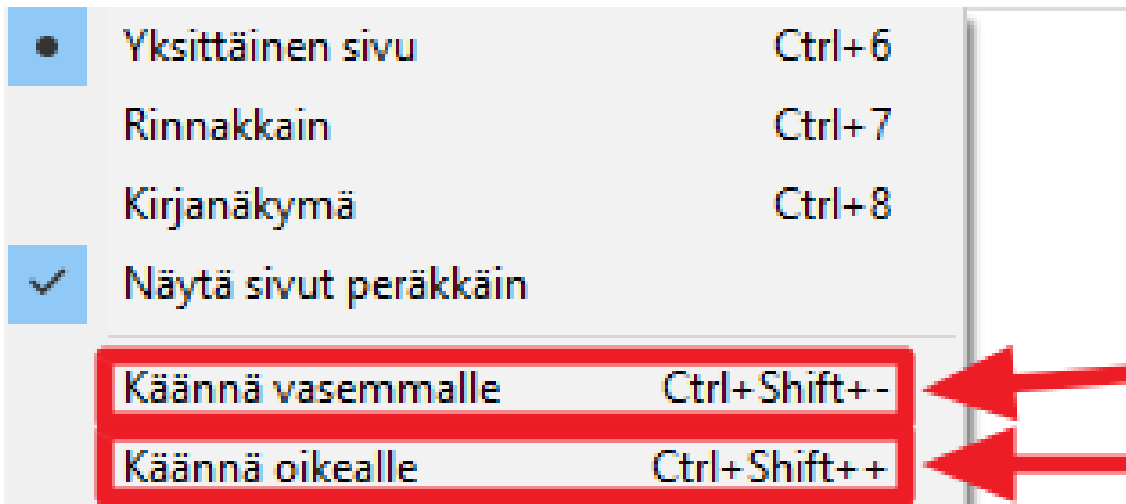 Yksittäinen sivu Ctrl+6
Rinnakkain Ctrl+7
Kirjanäkymä Ctrl+8
Näytä sivut peräkkäin
Käännä vasemmalle Ctrl+Shift+-
Käännä oikealle Ctrl+Shift++